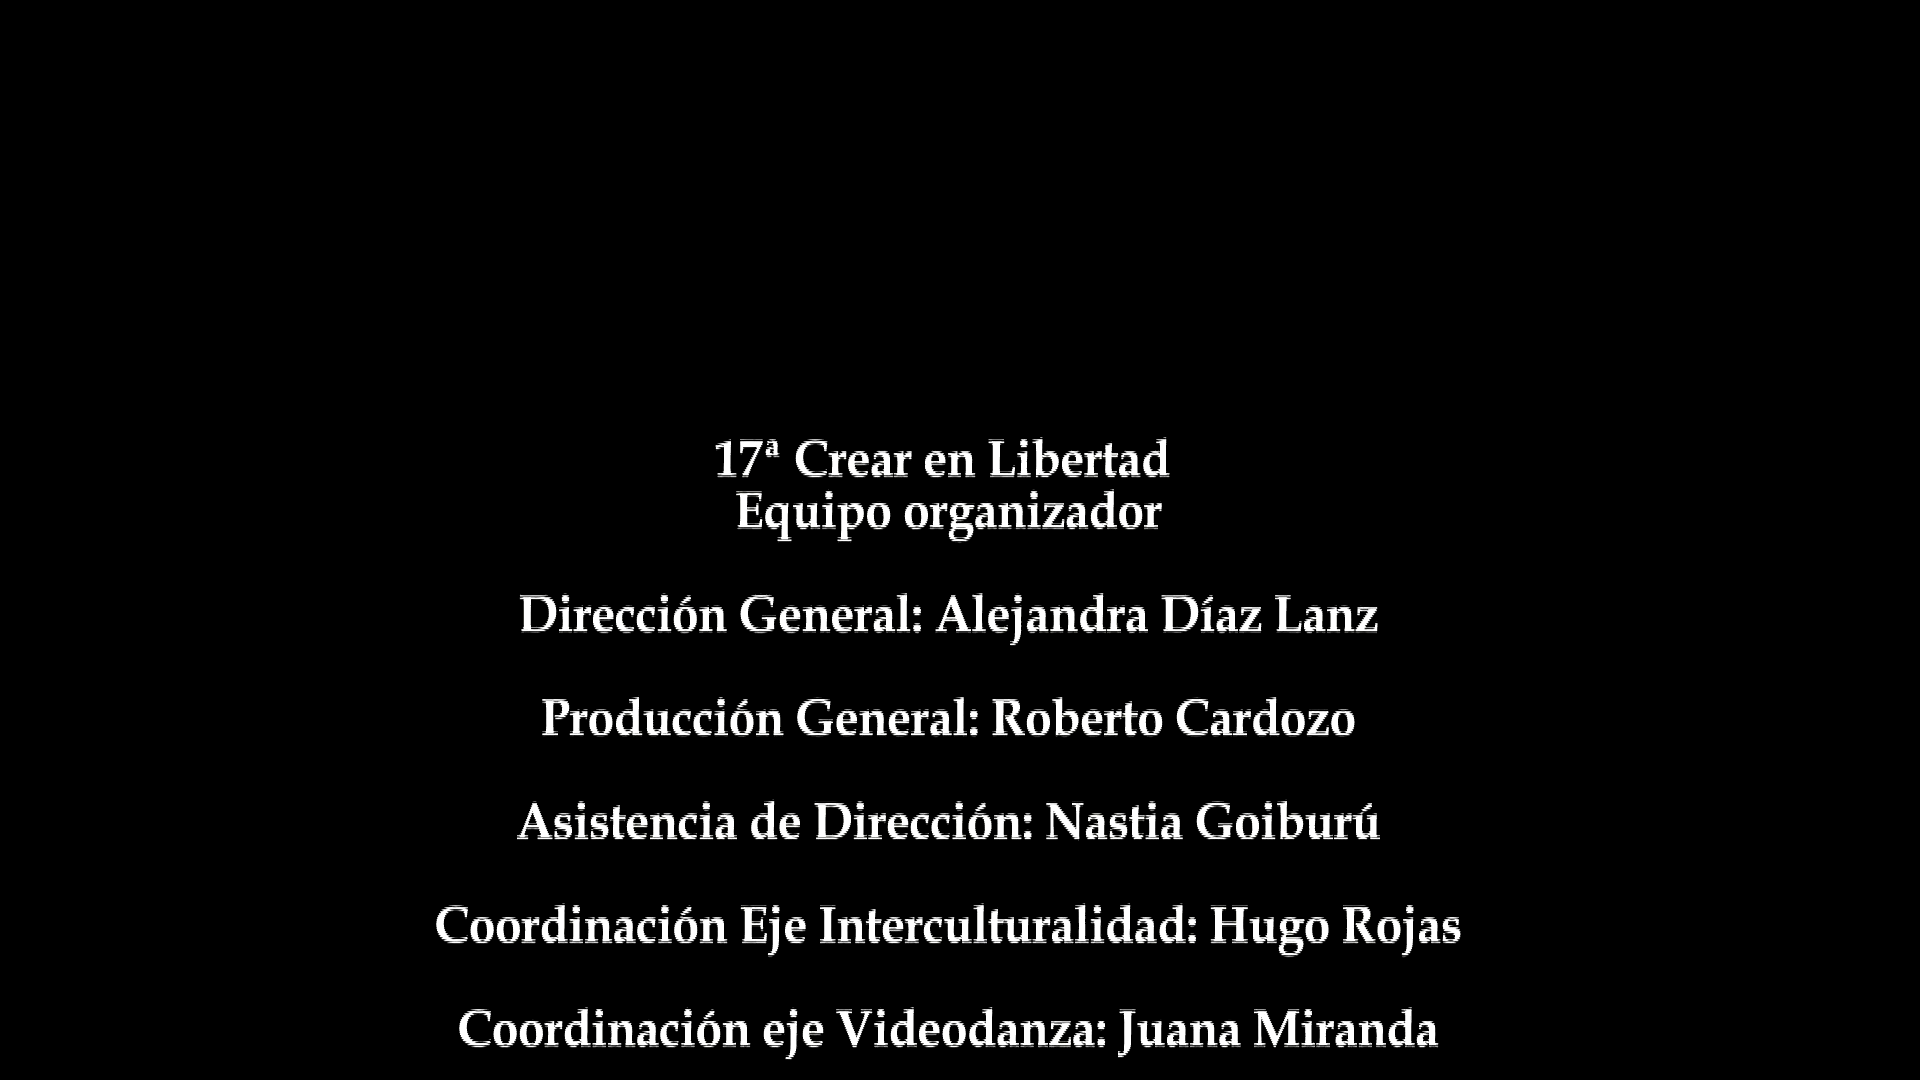 17ª Crear en Libertad
Equipo organizador
Dirección General: Alejandra Díaz Lanz
Producción General: Roberto Cardozo
Asistencia de Dirección: Nastia Goiburú
Coordinación Eje Interculturalidad: Hugo Rojas
Coordinación eje Videodanza: Juana Miranda